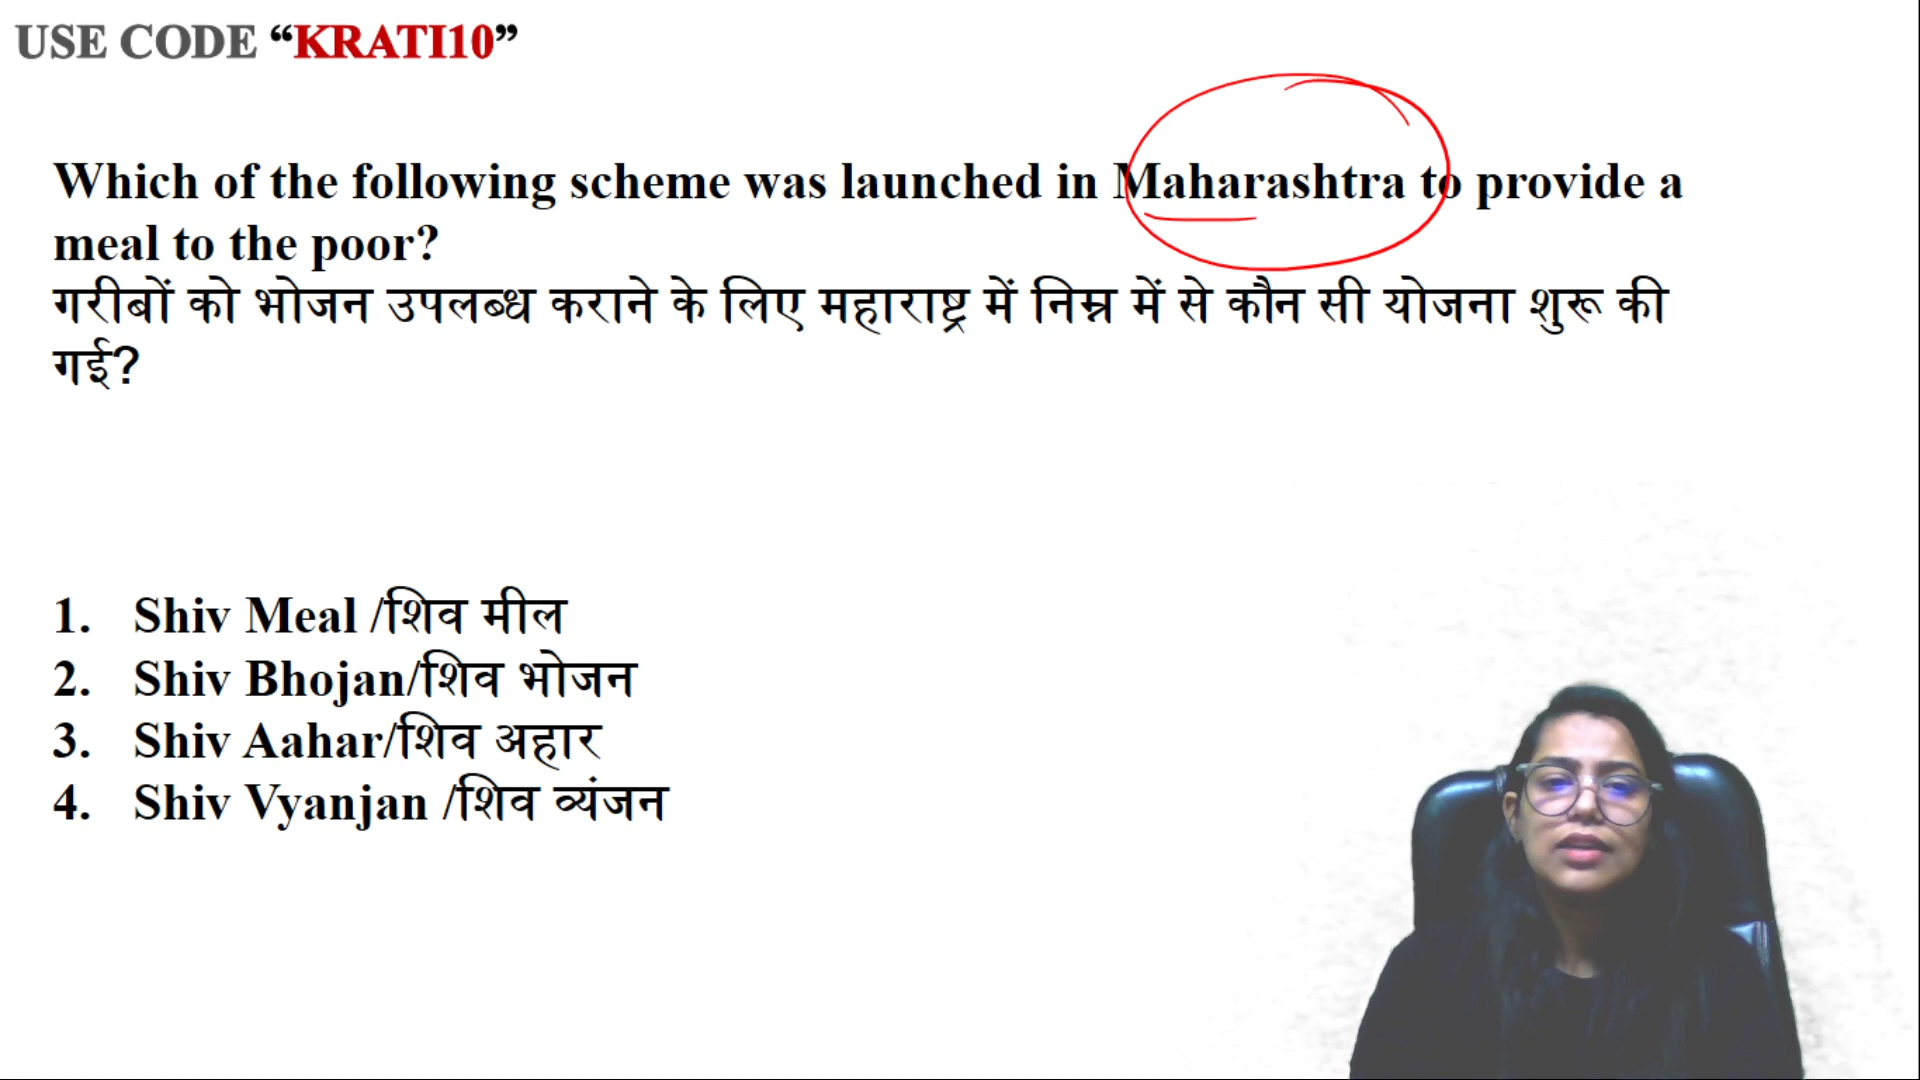 USE CODE “KRATI10”
Which of the following scheme was launched in Maharashtra to provide a
meal to the poor?
गरीबों को भोजन उपलब्ध कराने के लिए महाराष्ट्र में निम्न में से कौन सी योजना शुरू की
गई?
1. Shiv Meal /शिव मील
2. Shiv Bhojan/शिव भोजन
3. Shiv Aahar/शिव अहार
4. Shiv Vyanjan /शिव व्यंजन